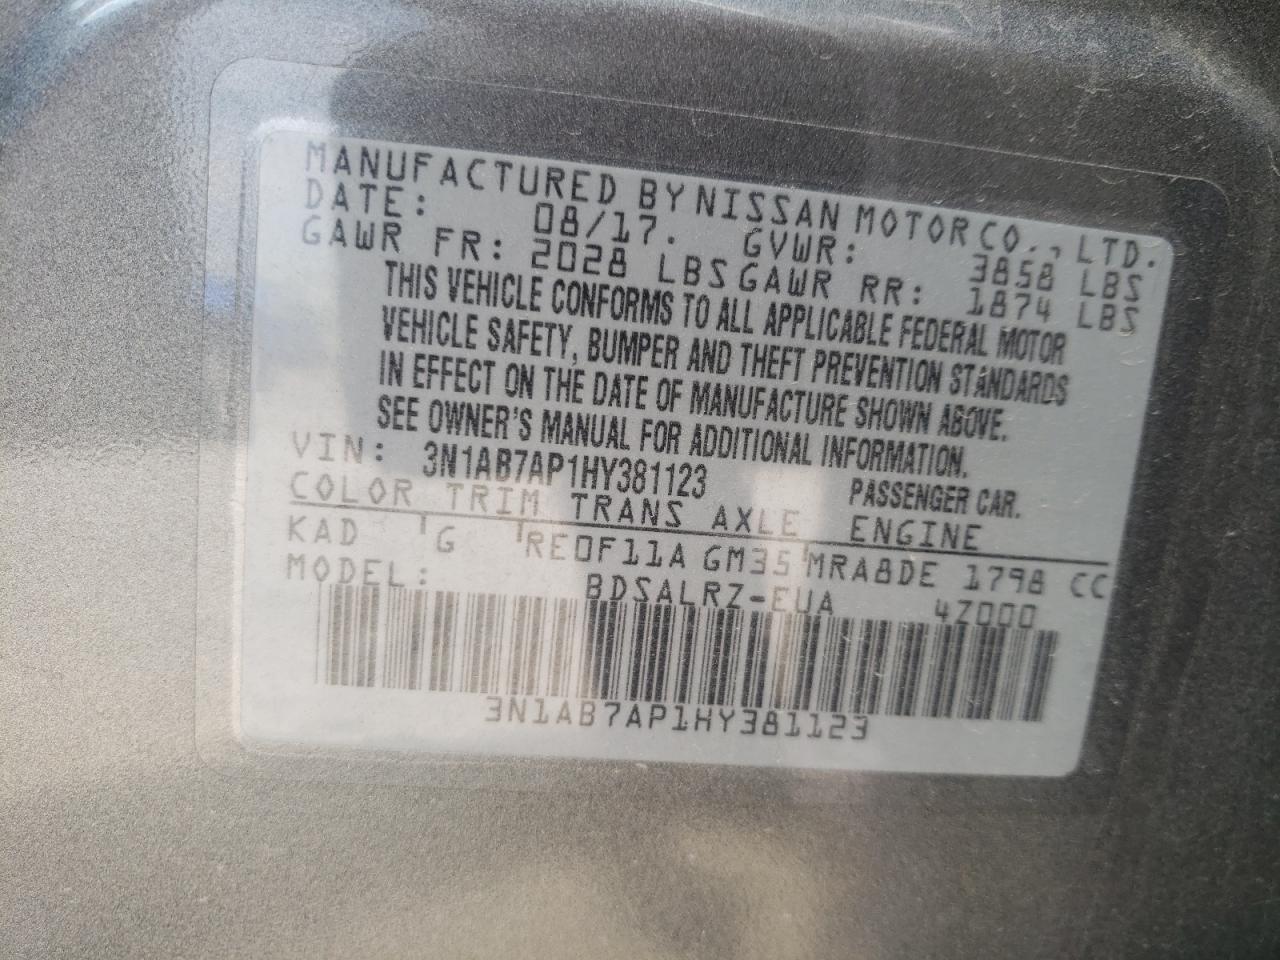 MANUFACTURED BY NISSAN MOTOR CO., LTD.
DATE: 08/17. GVWR: 3858 LBS
GAWR FR: 2028 LBS GAWR RR: 1874 LBS
THIS VEHICLE CONFORMS TO ALL APPLICABLE FEDERAL MOTOR
VEHICLE SAFETY, BUMPER AND THEFT PREVENTION STANDARDS
IN EFFECT ON THE DATE OF MANUFACTURE SHOWN ABOVE.
SEE OWNER'S MANUAL FOR ADDITIONAL INFORMATION.
VIN: 3N1AB7AP1HY381123 PASSENGER CAR.
COLOR TRIM TRANS AXLE ENGINE
KAD G RE0F11A GM35 MRA8DE 1798 CC
MODEL: BDSALRZ-EUA 4Z000
3N1AB7AP1HY381123